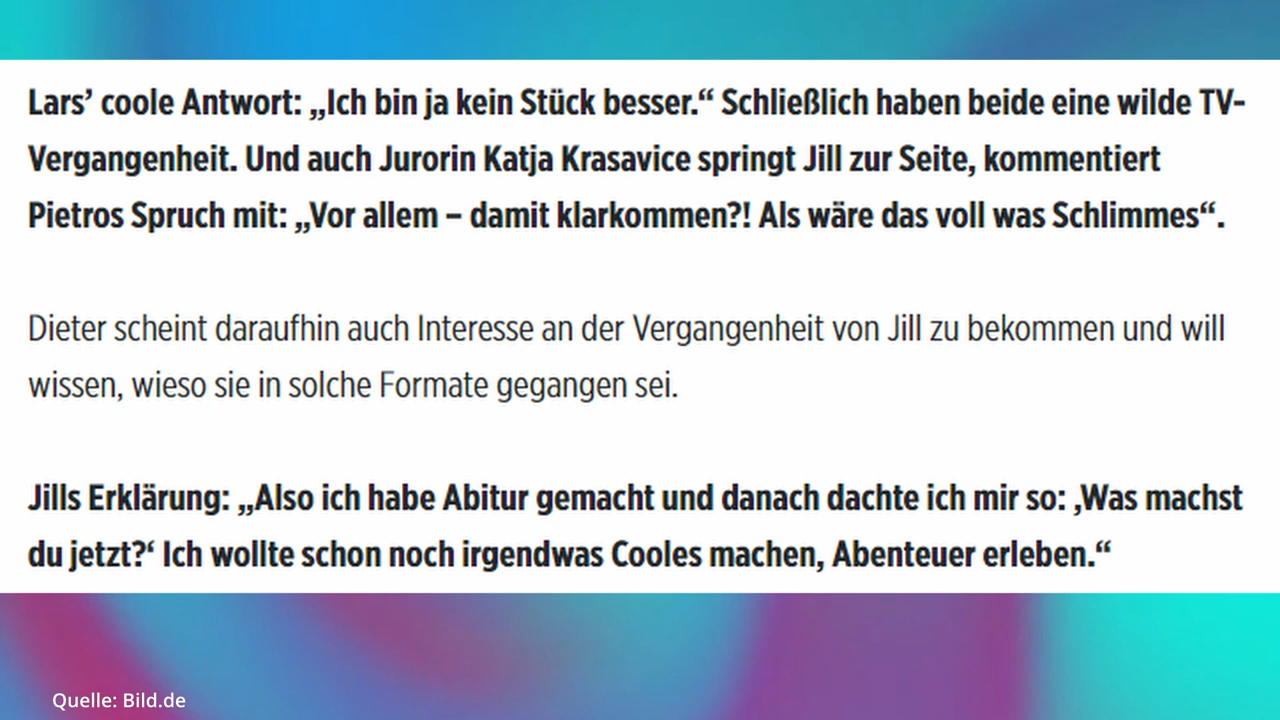 Lars’ coole Antwort: „Ich bin ja kein Stück besser.“ Schließlich haben beide eine wilde TV-
Vergangenheit. Und auch Jurorin Katja Krasavice springt Jill zur Seite, kommentiert
Pietros Spruch mit: „Vor allem – damit klarkommen?! Als wäre das voll was Schlimmes“.
Dieter scheint daraufhin auch Interesse an der Vergangenheit von Jill zu bekommen und will
wissen, wieso sie in solche Formate gegangen sei.
Jills Erklärung: „Also ich habe Abitur gemacht und danach dachte ich mir so: ‚Was machst
du jetzt?‘ Ich wollte schon noch irgendwas Cooles machen, Abenteuer erleben.“
Quelle: Bild.de